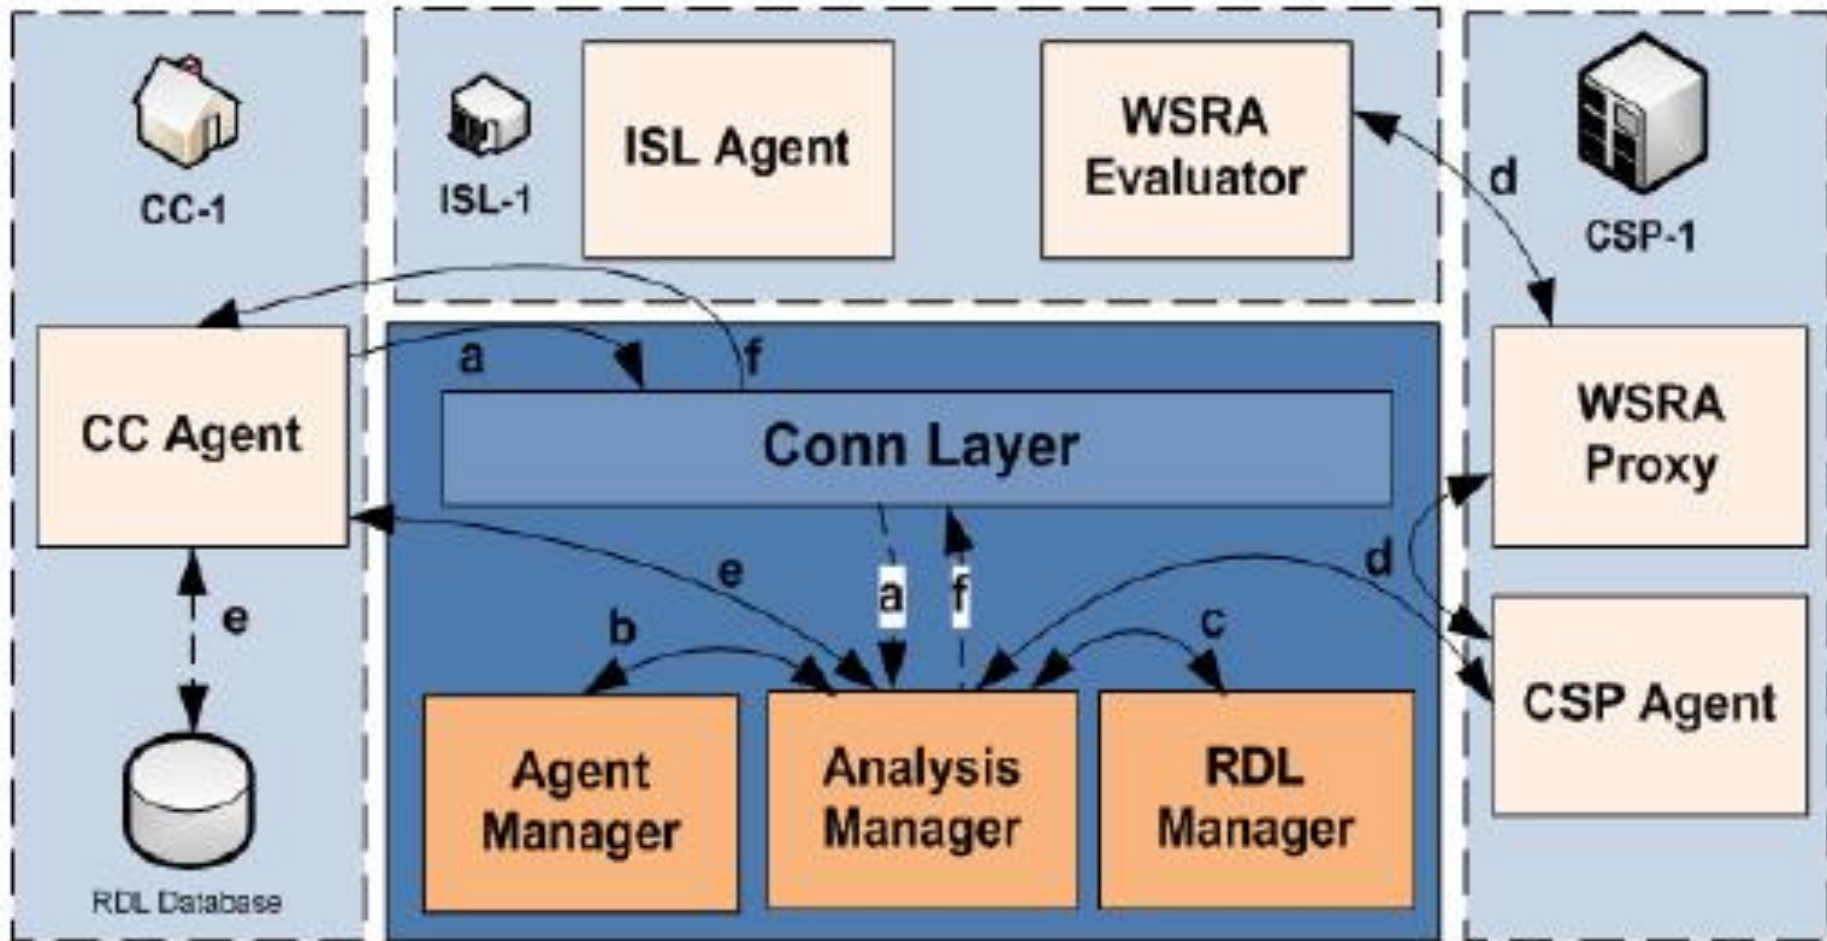 CC-1
ISL-1
ISL Agent
WSRA
Evaluator
d
CSP-1
a
f
CC Agent
Conn Layer
WSRA
Proxy
e
a
f
d
e
b
c
Agent
Manager
Analysis
Manager
RDL
Manager
CSP Agent
RDL Database